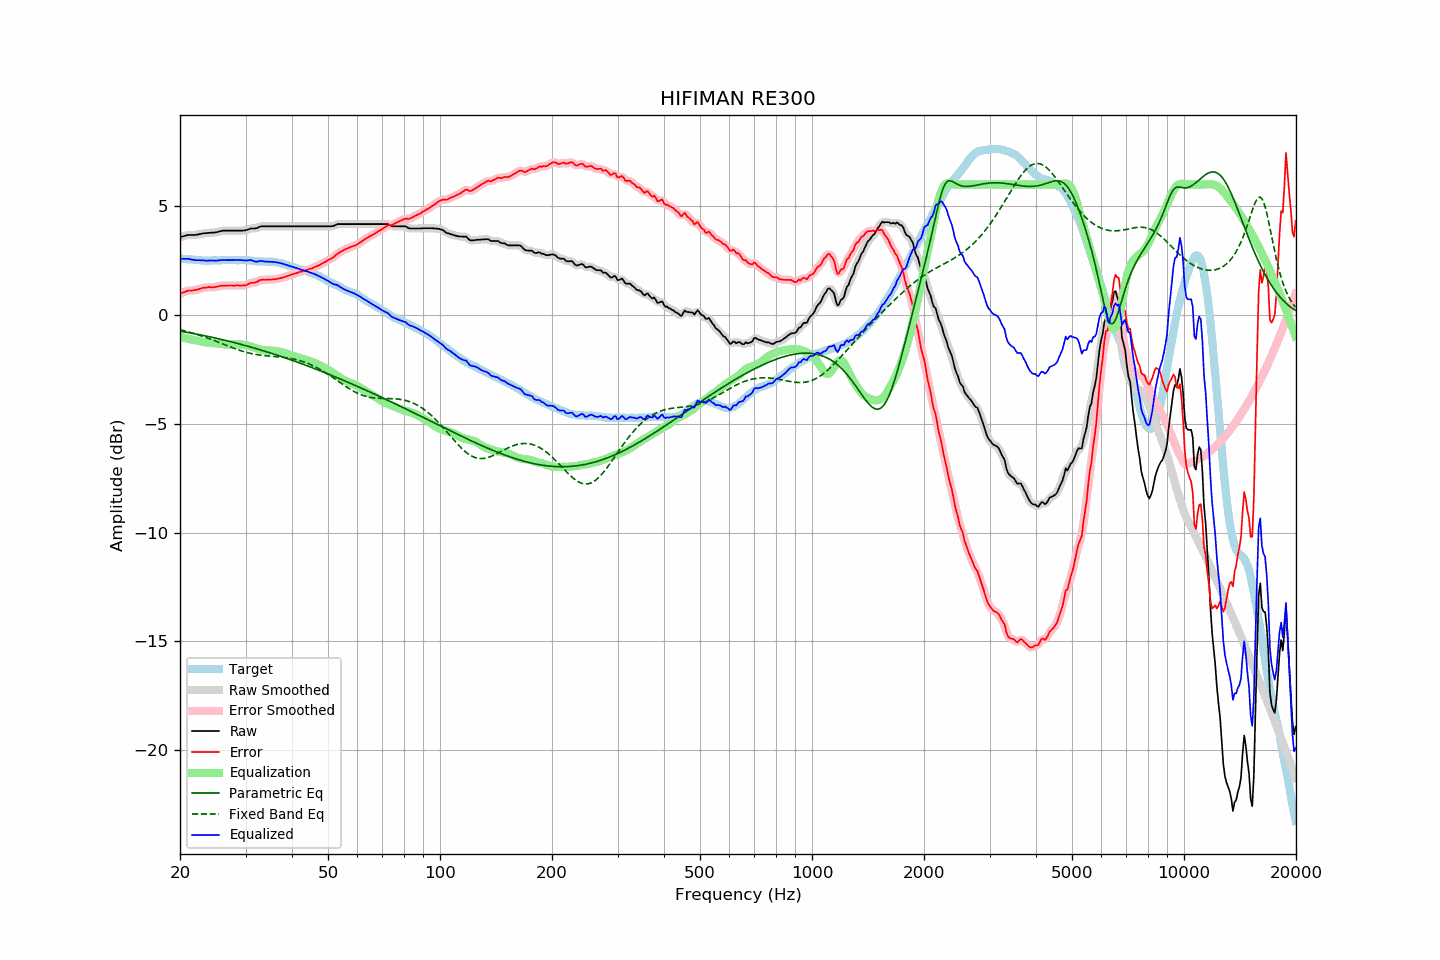 HIFIMAN RE300
Amplitude (dBr)
5
0
−5
−10
−15
−20
Target
Raw Smoothed
Error Smoothed
Raw
Error
Equalization
Parametric Eq
Fixed Band Eq
Equalized
20 50 100 200 500 1000 2000 5000 10000 20000
Frequency (Hz)